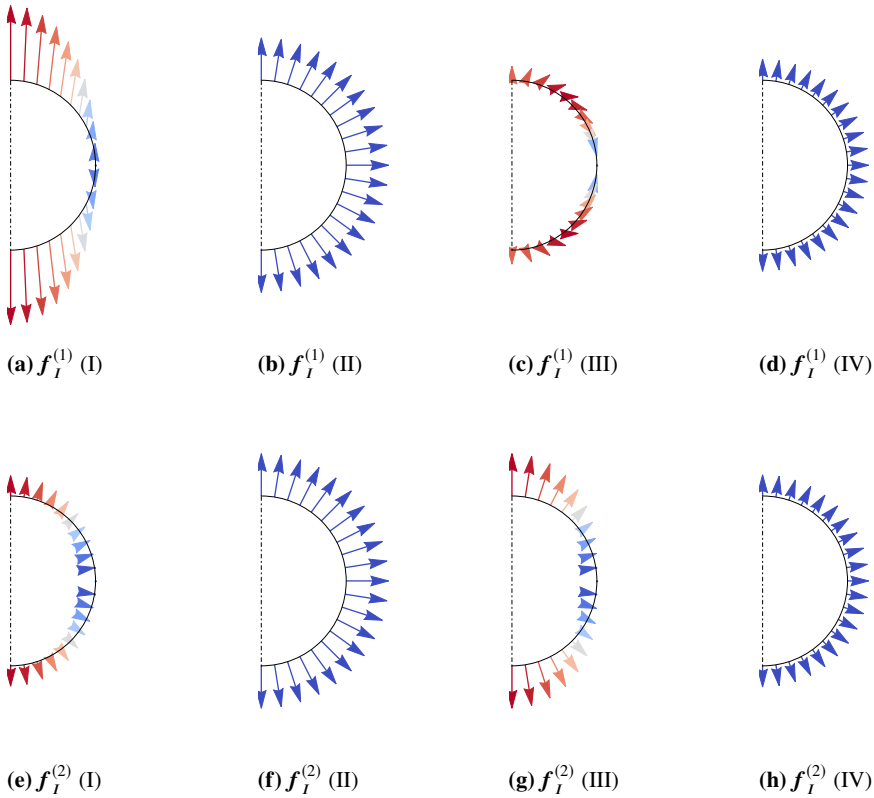 (a) f_I^(1) (I) (b) f_I^(1) (II) (c) f_I^(1) (III) (d) f_I^(1) (IV)
(e) f_I^(2) (I) (f) f_I^(2) (II) (g) f_I^(2) (III) (h) f_I^(2) (IV)